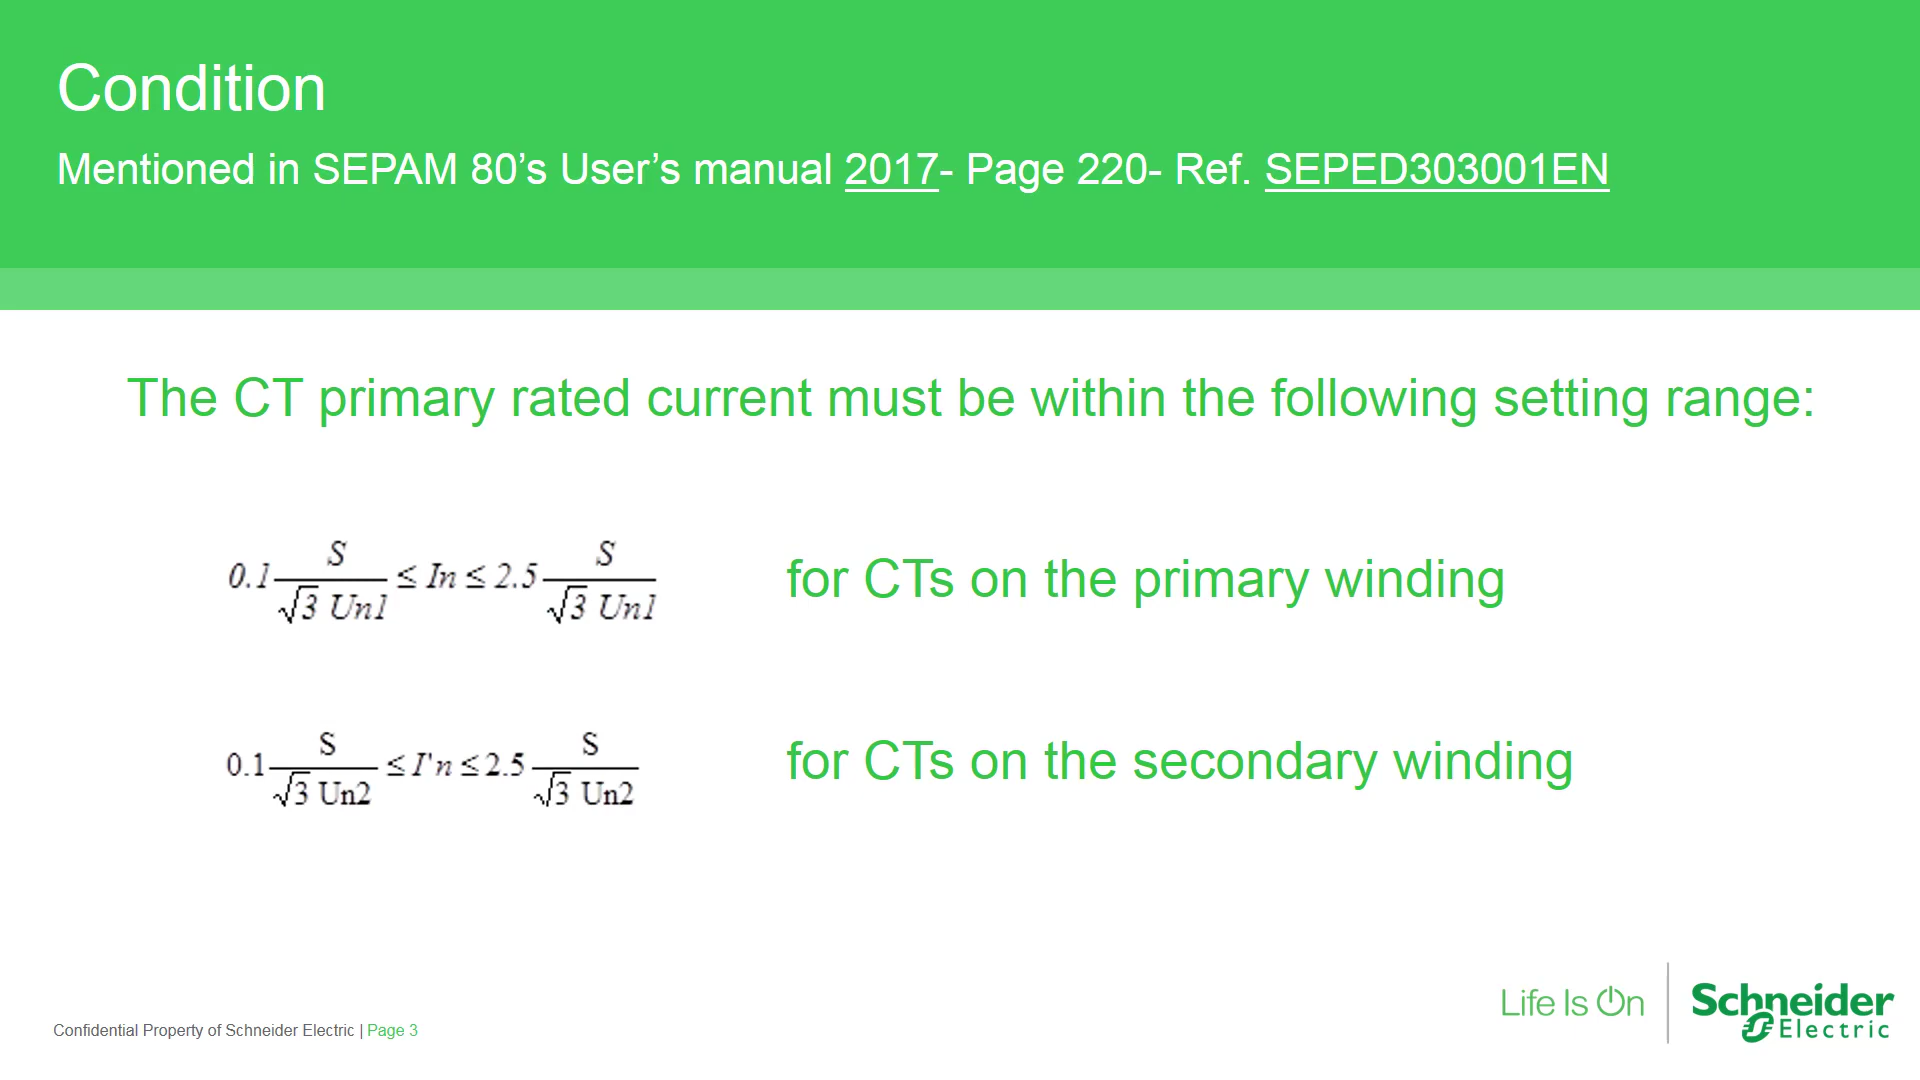 Condition
Mentioned in SEPAM 80’s User’s manual 2017- Page 220- Ref. SEPED303001EN
The CT primary rated current must be within the following setting range:
0.1 S/(√3 Un1) ≤ In ≤ 2.5 S/(√3 Un1) for CTs on the primary winding
0.1 S/(√3 Un2) ≤ I'n ≤ 2.5 S/(√3 Un2) for CTs on the secondary winding
Life Is On
Schneider
Electric
Confidential Property of Schneider Electric | Page 3